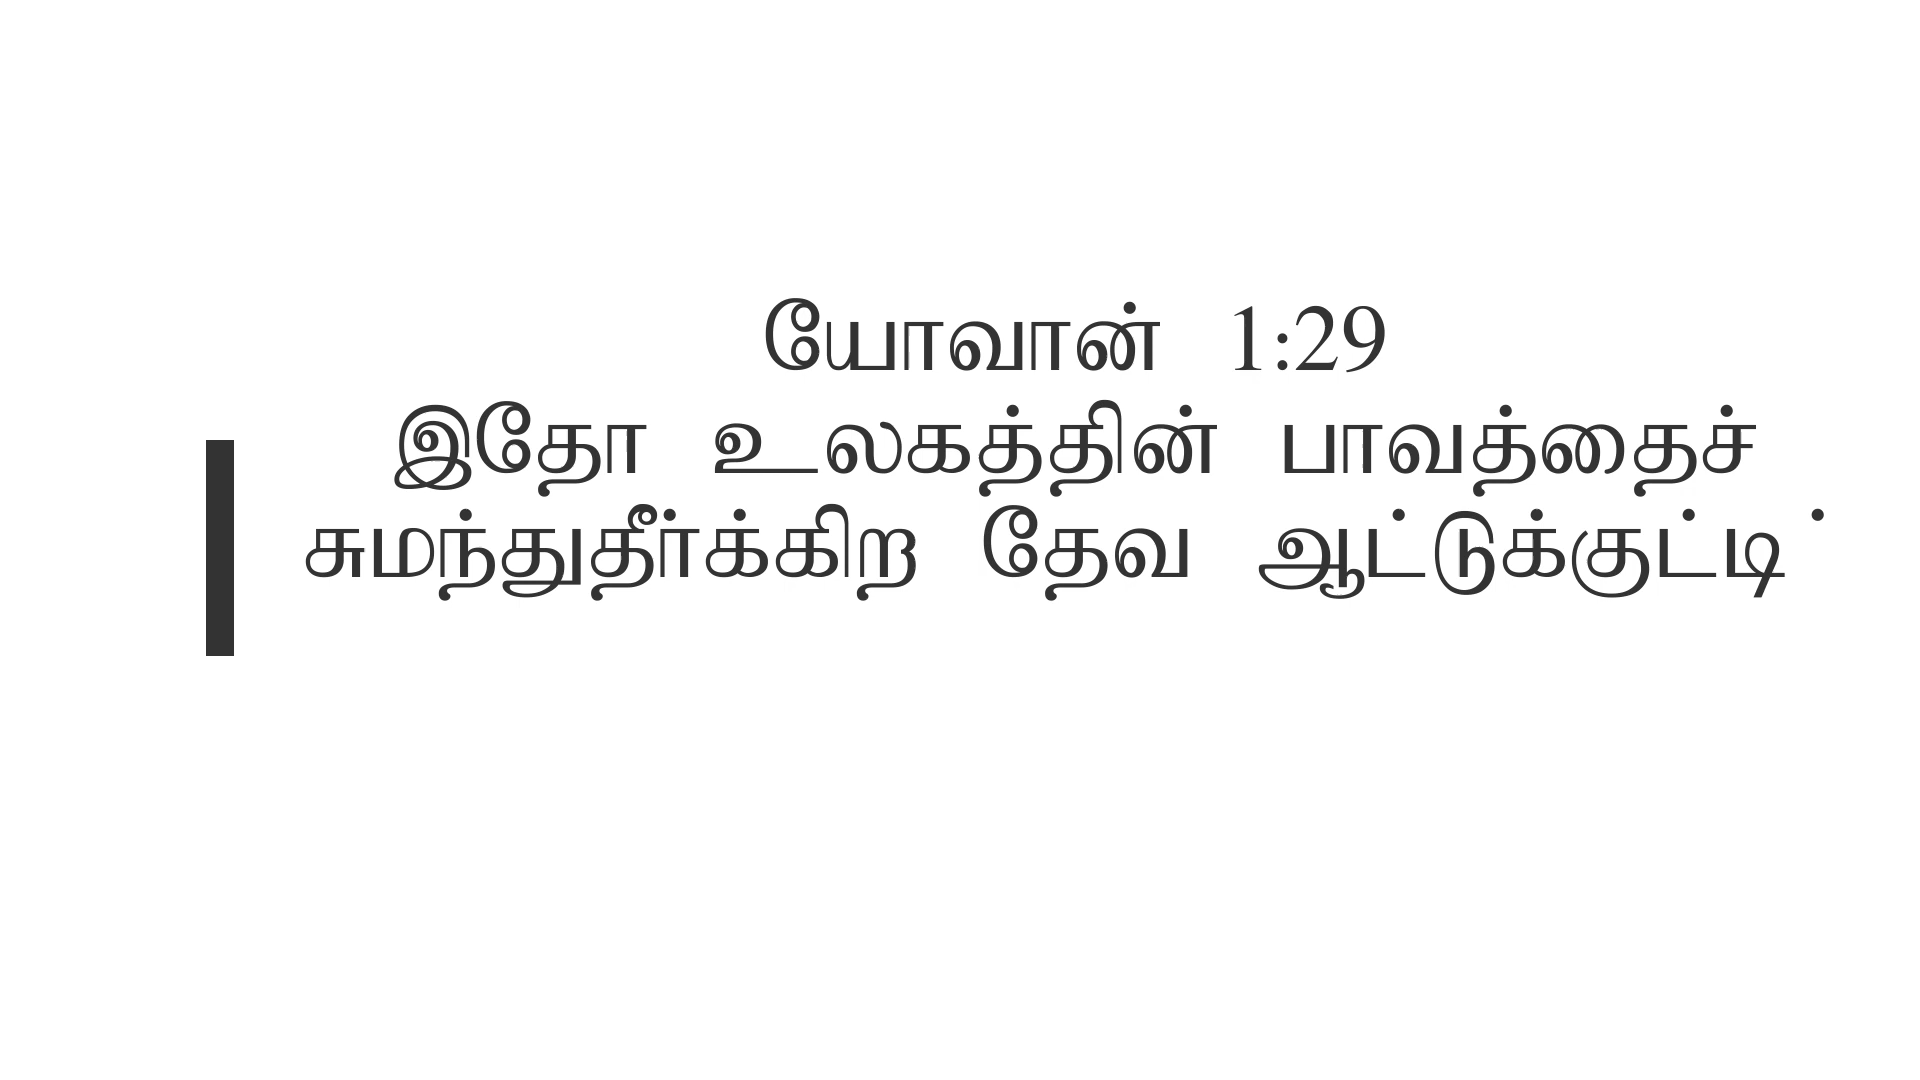 யோவான் 1:29
இதோ உலகத்தின் பாவத்தைச்
சுமந்துதீர்க்கிற தேவ ஆட்டுக்குட்டி ்